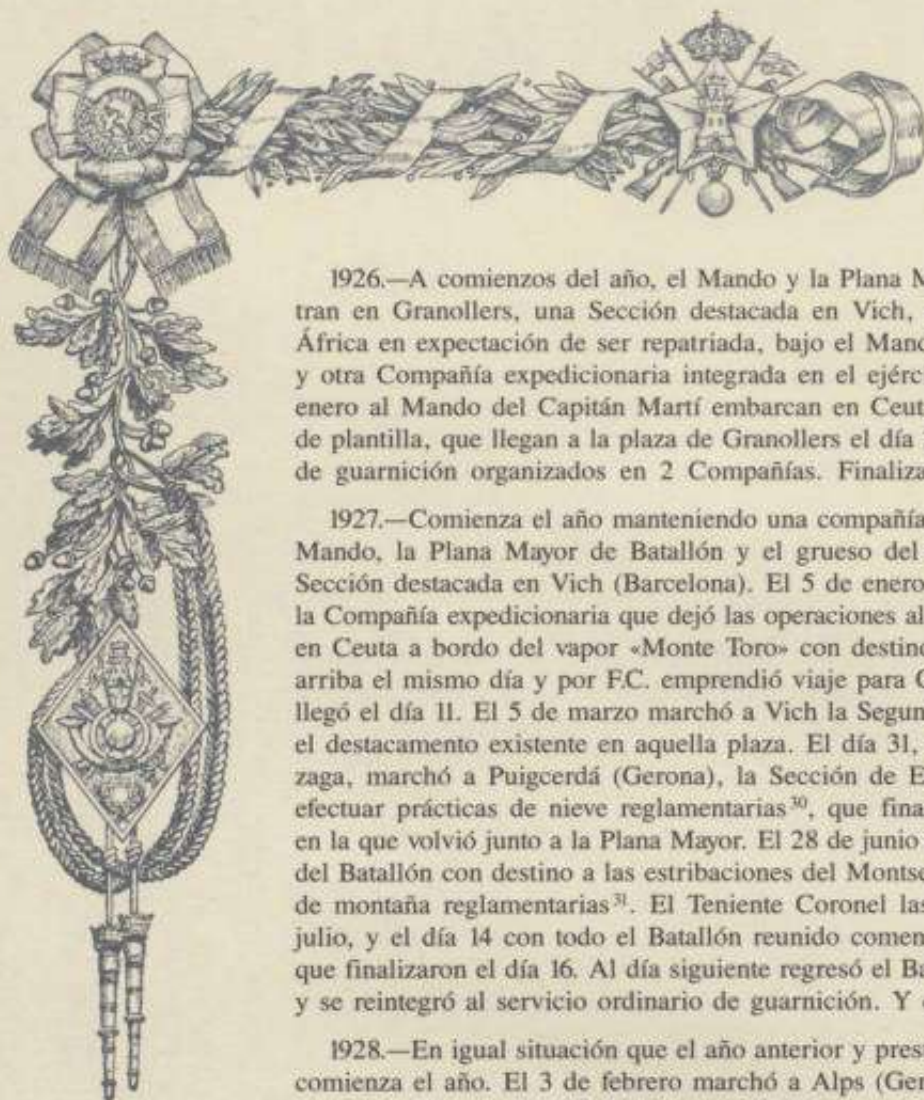 1926.—A comienzos del año, el Mando y la Plana M
tran en Granollers, una Sección destacada en Vich,
África en expectación de ser repatriada, bajo el Mand
y otra Compañía expedicionaria integrada en el ejérc
enero al Mando del Capitán Martí embarcan en Ceut
de plantilla, que llegan a la plaza de Granollers el día
de guarnición organizados en 2 Compañías. Finaliza
1927.—Comienza el año manteniendo una compañía
Mando, la Plana Mayor de Batallón y el grueso del
Sección destacada en Vich (Barcelona). El 5 de enero
la Compañía expedicionaria que dejó las operaciones al
en Ceuta a bordo del vapor «Monte Toro» con destino
arriba el mismo día y por F.C. emprendió viaje para G
llegó el día 11. El 5 de marzo marchó a Vich la Segun
el destacamento existente en aquella plaza. El día 31,
zaga, marchó a Puigcerdá (Gerona), la Sección de E
efectuar prácticas de nieve reglamentarias³⁰, que fina
en la que volvió junto a la Plana Mayor. El 28 de junio
del Batallón con destino a las estribaciones del Montse
de montaña reglamentarias³¹. El Teniente Coronel las
julio, y el día 14 con todo el Batallón reunido comen
que finalizaron el día 16. Al día siguiente regresó el Ba
y se reintegró al servicio ordinario de guarnición. Y
1928.—En igual situación que el año anterior y pres
comienza el año. El 3 de febrero marchó a Alps (Ger